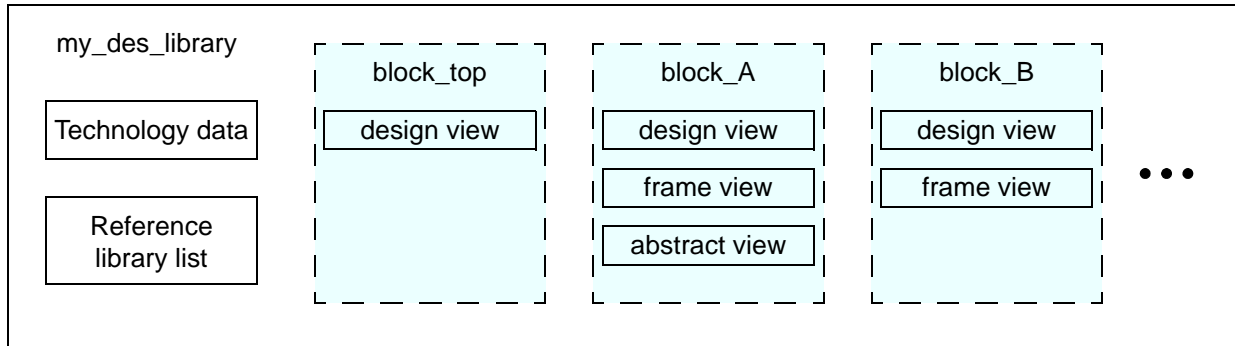 my_des_library
Technology data
Reference
library list
block_top
design view
block_A
design view
frame view
abstract view
block_B
design view
frame view
•••